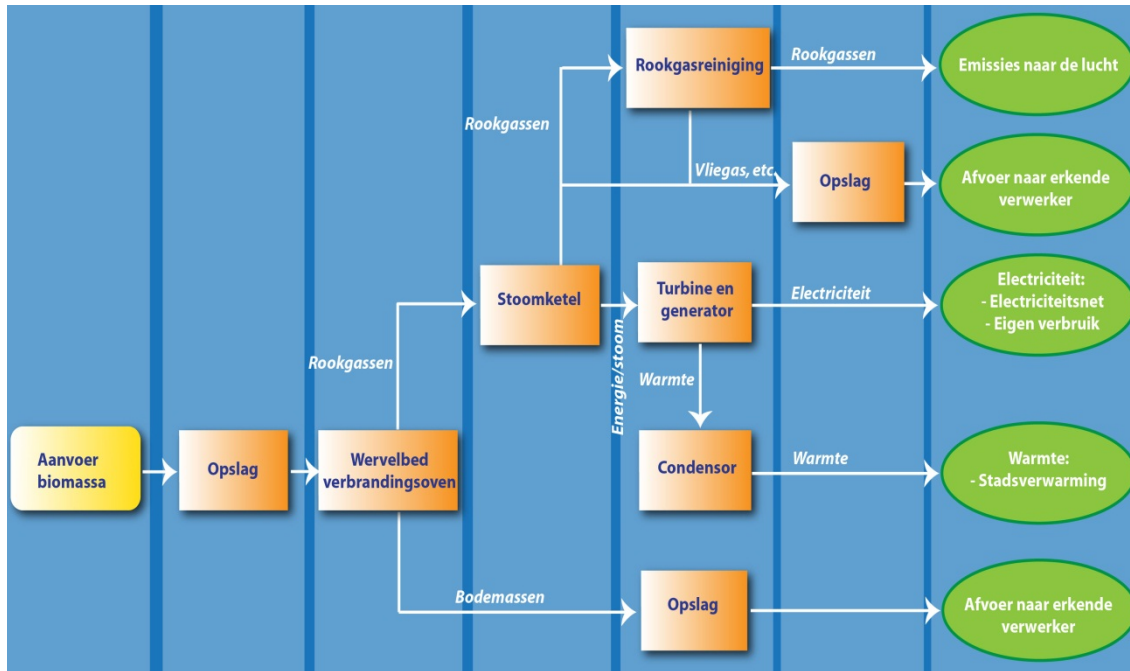 Rookgasreiniging
Rookgassen
Emissies naar de lucht
Rookgassen
Vliegas, etc.
Opslag
Afvoer naar erkende
verwerker
Stoomketel
Energie/stoom
Turbine en
generator
Electriciteit
Electriciteit:
- Electriciteitsnet
- Eigen verbruik
Rookgassen
Warmte
Aanvoer
biomassa
Opslag
Wervelbed
verbrandingsoven
Condensor
Warmte
Warmte:
- Stadsverwarming
Bodemassen
Opslag
Afvoer naar erkende
verwerker